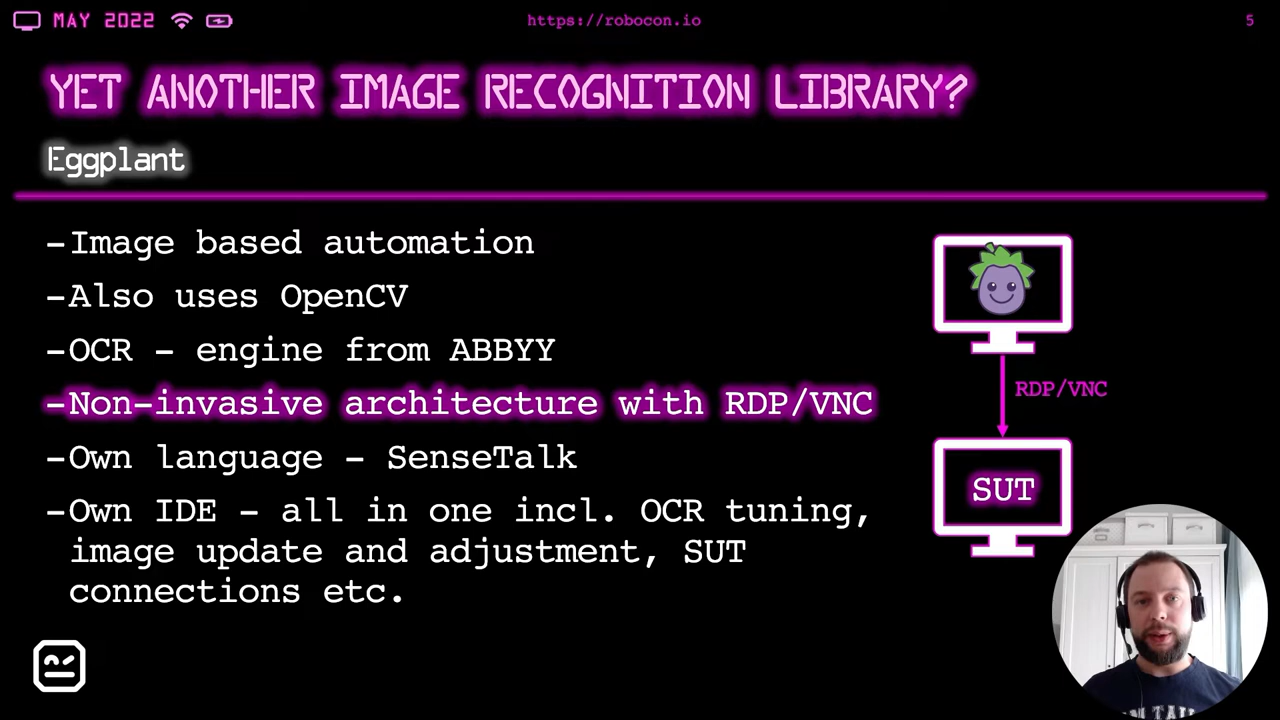 MAY 2022
https://robocon.io
5
YET ANOTHER IMAGE RECOGNITION LIBRARY?
Eggplant
-Image based automation
-Also uses OpenCV
-OCR - engine from ABBYY
-Non-invasive architecture with RDP/VNC
-Own language - SenseTalk
-Own IDE - all in one incl. OCR tuning,
image update and adjustment, SUT
connections etc.
RDP/VNC
SUT